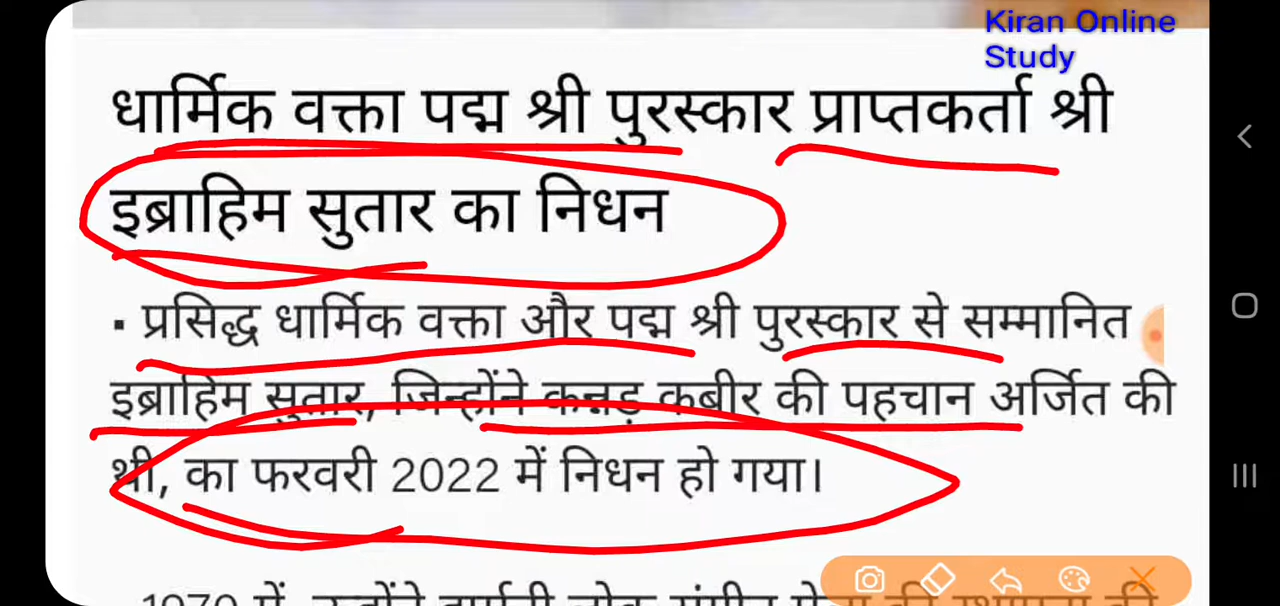 Kiran Online
Study
धार्मिक वक्ता पद्म श्री पुरस्कार प्राप्तकर्ता श्री
इब्राहिम सुतार का निधन
▪ प्रसिद्ध धार्मिक वक्ता और पद्म श्री पुरस्कार से सम्मानित
इब्राहिम सुतार, जिन्होंने कन्नड़ कबीर की पहचान अर्जित की
थी, का फरवरी 2022 में निधन हो गया।
1970 में